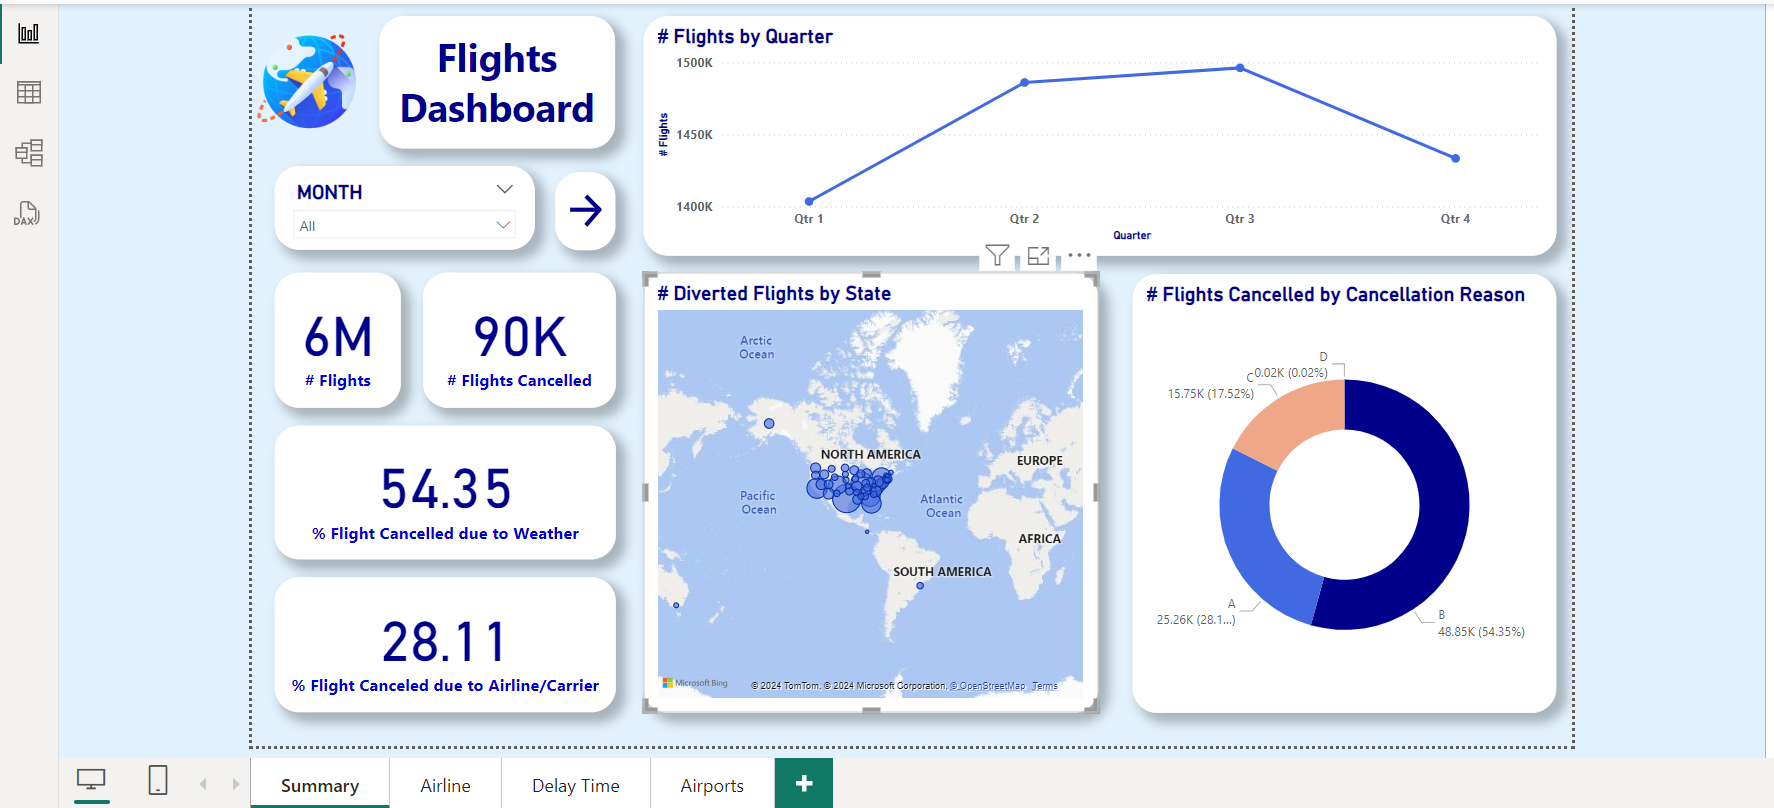 Flights
Dashboard
# Flights by Quarter
1500K
1450K
1400K
# Flights
Qtr 1
Qtr 2
Qtr 3
Qtr 4
Quarter
DAX
MONTH
All
6M
# Flights
90K
# Flights Cancelled
54.35
% Flight Cancelled due to Weather
28.11
% Flight Canceled due to Airline/Carrier
# Diverted Flights by State
Arctic
Ocean
NORTH AMERICA
EUROPE
Pacific
Ocean
Atlantic
Ocean
AFRICA
SOUTH AMERICA
Microsoft Bing
© 2024 TomTom, © 2024 Microsoft Corporation, © OpenStreetMap Terms
# Flights Cancelled by Cancellation Reason
D
0.02K (0.02%)
C
15.75K (17.52%)
A
25.26K (28.1...)
B
48.85K (54.35%)
Summary
Airline
Delay Time
Airports
+